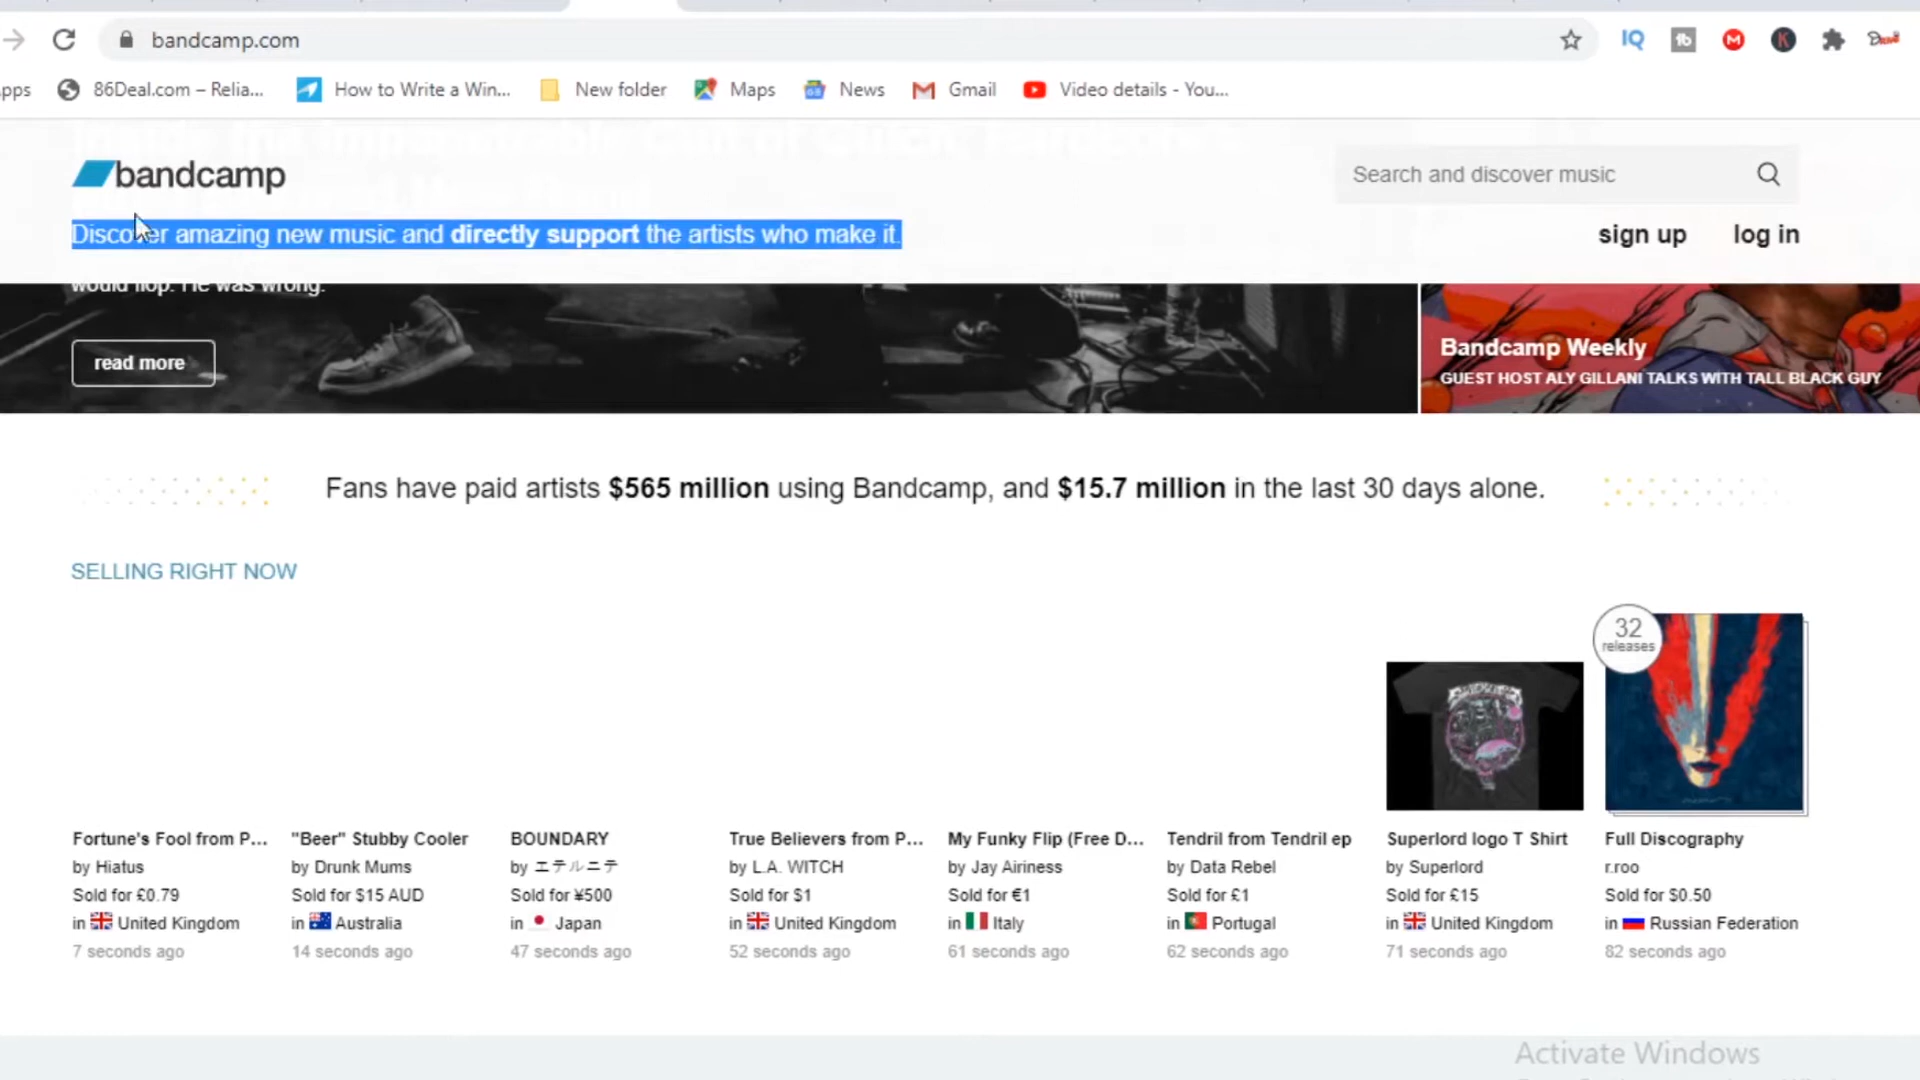 bandcamp.com
pps
86Deal.com – Relia...
How to Write a Win...
New folder
Maps
News
Gmail
Video details - You...
bandcamp
Search and discover music
Discover amazing new music and directly support the artists who make it.
sign up
log in
would flop. He was wrong.
read more
Bandcamp Weekly
GUEST HOST ALY GILLANI TALKS WITH TALL BLACK GUY
Fans have paid artists $565 million using Bandcamp, and $15.7 million in the last 30 days alone.
SELLING RIGHT NOW
32
releases
Fortune's Fool from P...
by Hiatus
Sold for £0.79
in United Kingdom
7 seconds ago
"Beer" Stubby Cooler
by Drunk Mums
Sold for $15 AUD
in Australia
14 seconds ago
BOUNDARY
by エテルニテ
Sold for ¥500
in Japan
47 seconds ago
True Believers from P...
by L.A. WITCH
Sold for $1
in United Kingdom
52 seconds ago
My Funky Flip (Free D...
by Jay Airiness
Sold for €1
in Italy
61 seconds ago
Tendril from Tendril ep
by Data Rebel
Sold for £1
in Portugal
62 seconds ago
Superlord logo T Shirt
by Superlord
Sold for £15
in United Kingdom
71 seconds ago
Full Discography
r.roo
Sold for $0.50
in Russian Federation
82 seconds ago
Activate Windows